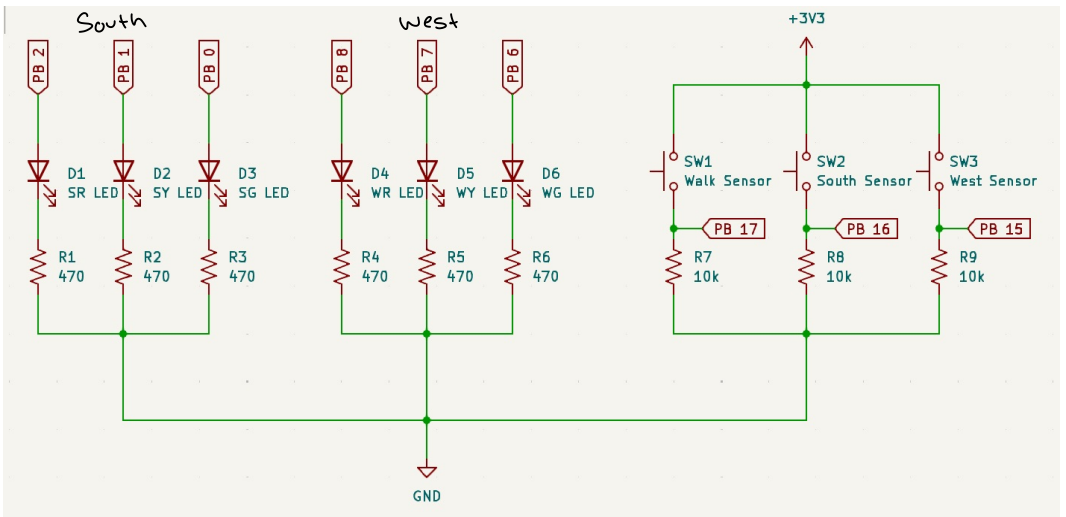 South
West
+3V3
PB 2
PB 1
PB 0
PB 8
PB 7
PB 6
D1
SR LED
D2
SY LED
D3
SG LED
D4
WR LED
D5
WY LED
D6
WG LED
SW1
Walk Sensor
SW2
South Sensor
SW3
West Sensor
PB 17
PB 16
PB 15
R1
470
R2
470
R3
470
R4
470
R5
470
R6
470
R7
10k
R8
10k
R9
10k
GND